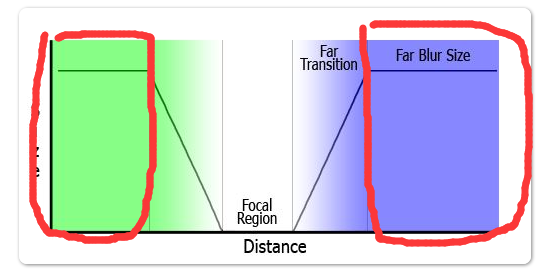 Far
Transition
Far Blur Size
Focal
Region
Distance